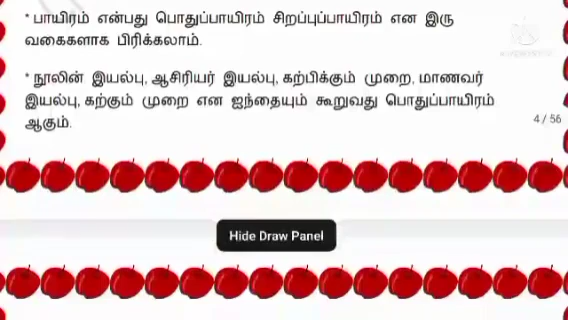 * பாயிரம் என்பது பொதுப்பாயிரம் சிறப்புப்பாயிரம் என இரு
வகைகளாக பிரிக்கலாம்.
* நூலின் இயல்பு, ஆசிரியர் இயல்பு, கற்பிக்கும் முறை, மாணவர்
இயல்பு, கற்கும் முறை என ஐந்தையும் கூறுவது பொதுப்பாயிரம்
ஆகும்.
4 / 56
Hide Draw Panel